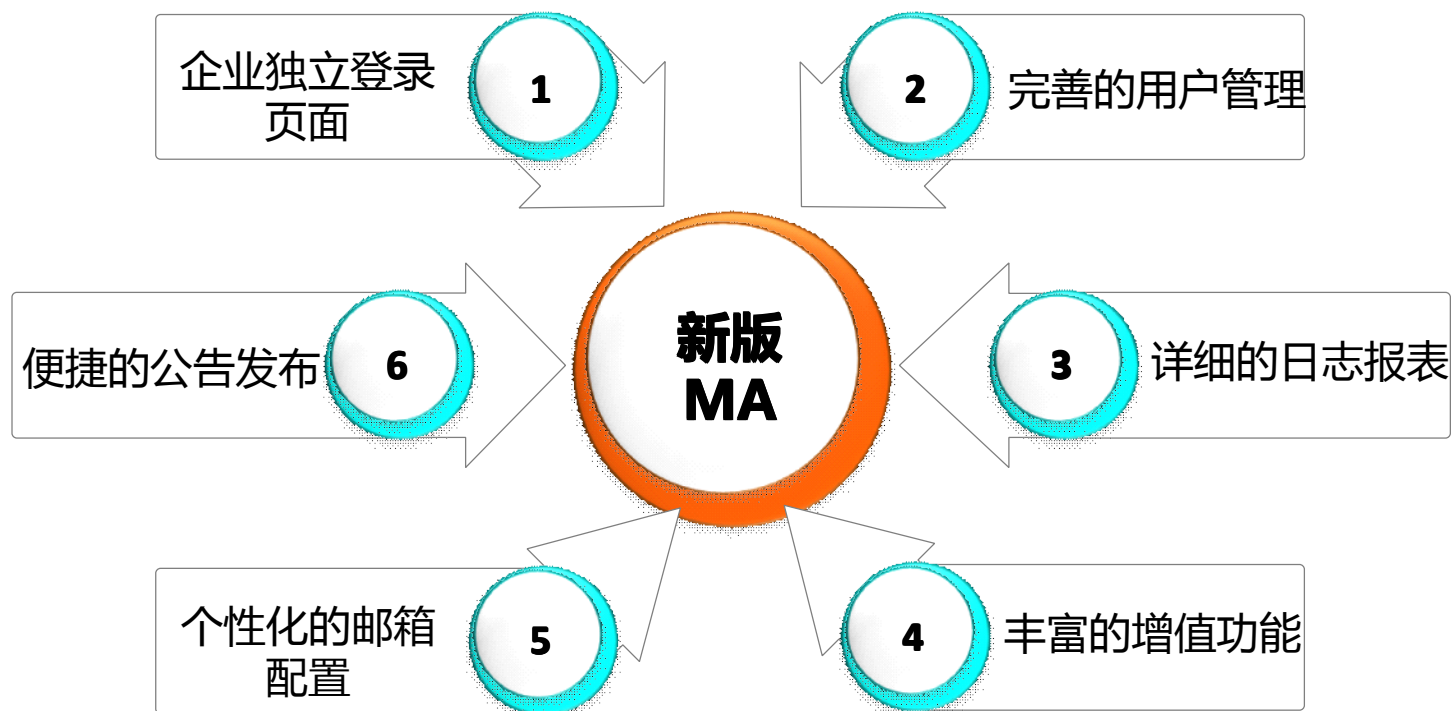 企业独立登录
页面
1
2
完善的用户管理
便捷的公告发布
6
新版
MA
3
详细的日志报表
个性化的邮箱
配置
5
4
丰富的增值功能